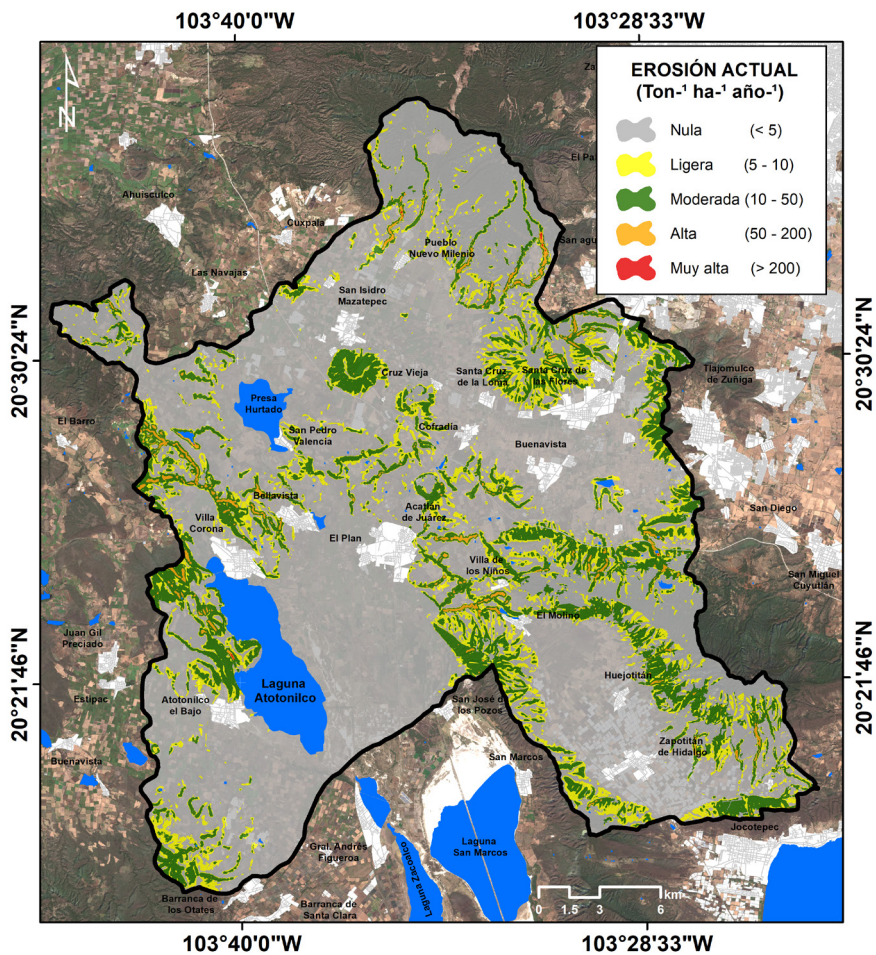 103°40'0"W
103°28'33"W
N
EROSIÓN ACTUAL
(Ton-¹ ha-¹ año-¹)
Nula (< 5)
Ligera (5 - 10)
Moderada (10 - 50)
Alta (50 - 200)
Muy alta (> 200)
Ahuisculco
Cuxpala
Pueblo
Nuevo Milenio
Las Navajas
San Isidro
Mazatepec
20°30'24"N
20°30'24"N
Cruz Vieja
Santa Cruz
de la Loma
Santa Cruz de
las Flores
Tlajomulco
de Zuñiga
Presa
Hurtado
El Barro
San Pedro
Valencia
Cofradía
Buenavista
Bellavista
Villa
Corona
Acatlán
de Juárez
San Diego
El Plan
Villa de
los Niños
San Miguel
Cuyutlán
El Molino
Juan Gil
Preciado
20°21'46"N
20°21'46"N
Huejotitán
Laguna
Atotonilco
Estipac
Atotonilco
el Bajo
San José d
los Pozos
Zapotitán
de Hidalgo
Buenavista
San Marcos
Jocotepec
Gral. Andrés
Figueroa
Laguna
San Marcos
Laguna Zacoalco
Barranca de
los Otates
Barranca de
Santa Clara
km
0 1.5 3 6
103°40'0"W
103°28'33"W